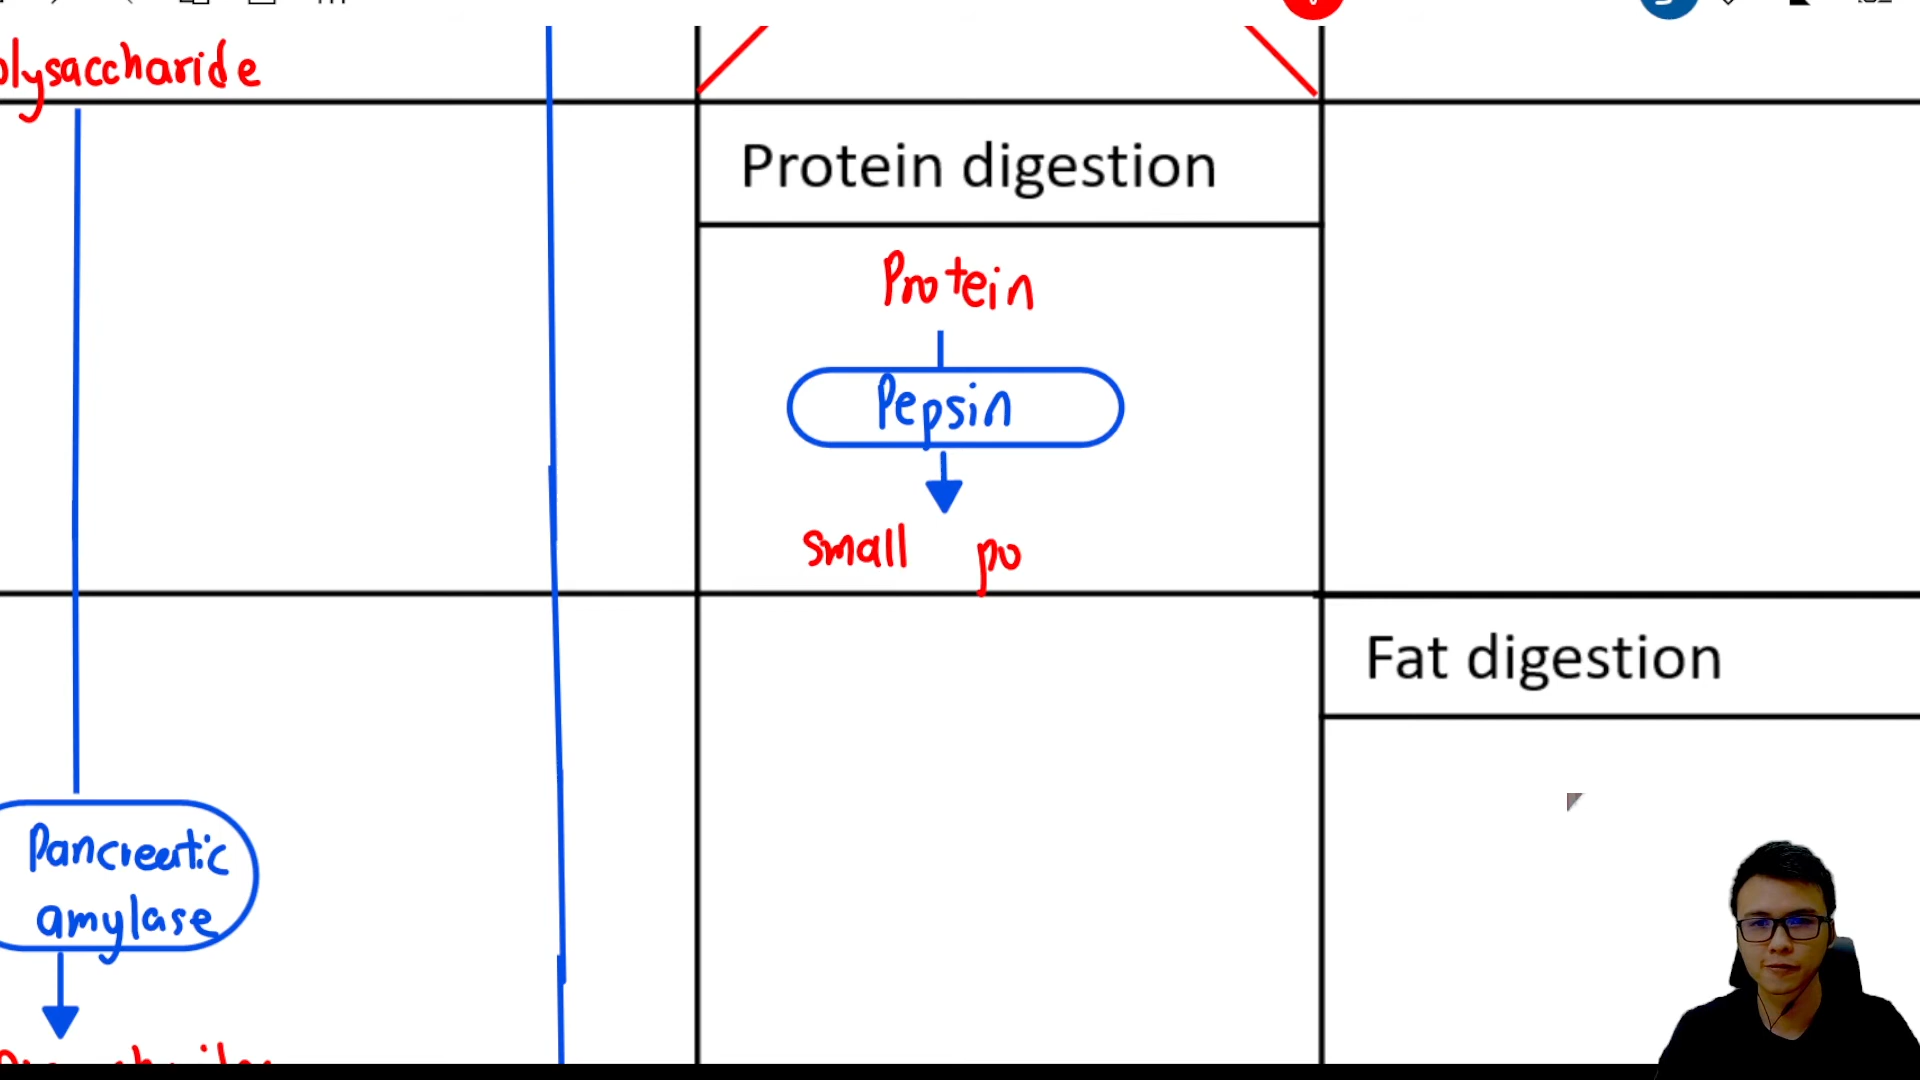 olysaccharide
Protein digestion
Protein
Pepsin
small po
Fat digestion
Pancreatic
amylase